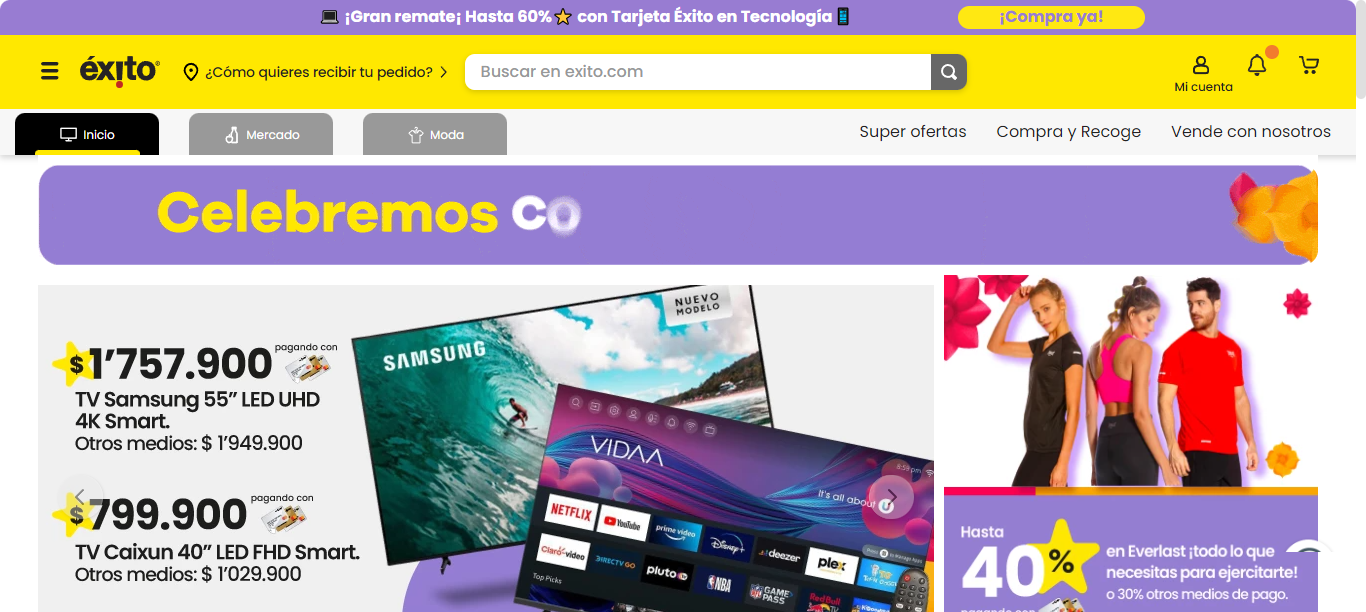 ¡Gran remate¡ Hasta 60% con Tarjeta Éxito en Tecnología
¡Compra ya!
éxito
¿Cómo quieres recibir tu pedido?
Buscar en exito.com
Mi cuenta
Inicio
Mercado
Moda
Super ofertas
Compra y Recoge
Vende con nosotros
Celebremos co
NUEVO
MODELO
SAMSUNG
$1’757.900
pagando con
TV Samsung 55” LED UHD
4K Smart.
Otros medios: $ 1’949.900
$799.900
pagando con
TV Caixun 40” LED FHD Smart.
Otros medios: $ 1’029.900
VIDAA
8:59 pm
It's all about U
NETFLIX
YouTube
prime video
Disney+
deezer
plex
Claro-video
DIRECTV GO
pluto tv
NBA
GAME
PASS
Red Bull
Top Picks
Hasta
40%
en Everlast ¡todo lo que
necesitas para ejercitarte!
o 30% otros medios de pago.
pagando con